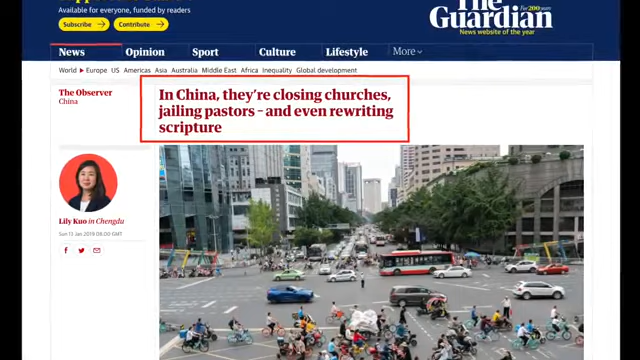 Available for everyone, funded by readers
Subscribe →
Contribute →
The
Guardian
For 200 years
News website of the year
News
Opinion
Sport
Culture
Lifestyle
More
World ▶ Europe US Americas Asia Australia Middle East Africa Inequality Global development
The Observer
China
In China, they're closing churches,
jailing pastors – and even rewriting
scripture
Lily Kuo in Chengdu
Sun 13 Jan 2019 08.00 GMT